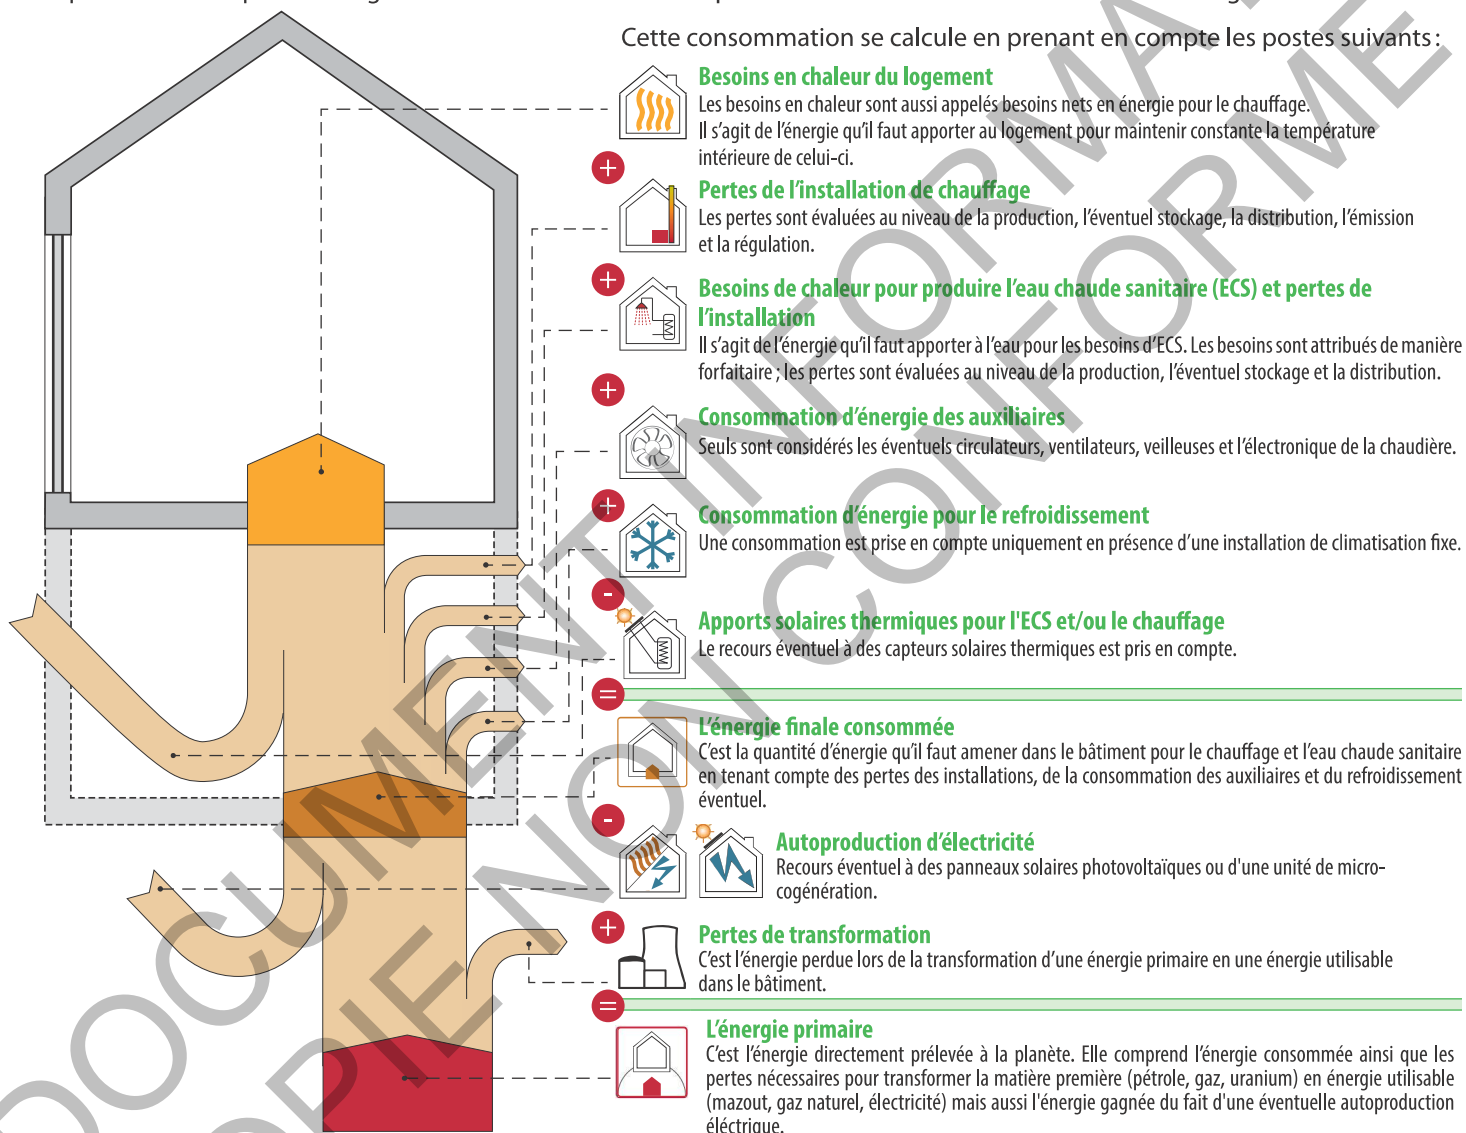 Cette consommation se calcule en prenant en compte les postes suivants :
Besoins en chaleur du logement
Les besoins en chaleur sont aussi appelés besoins nets en énergie pour le chauffage.
Il s'agit de l'énergie qu'il faut apporter au logement pour maintenir constante la température
intérieure de celui-ci.
+
Pertes de l'installation de chauffage
Les pertes sont évaluées au niveau de la production, l'éventuel stockage, la distribution, l'émission
et la régulation.
+
Besoins de chaleur pour produire l'eau chaude sanitaire (ECS) et pertes de
l'installation
Il s'agit de l'énergie qu'il faut apporter à l'eau pour les besoins d'ECS. Les besoins sont attribués de manière
forfaitaire ; les pertes sont évaluées au niveau de la production, l'éventuel stockage et la distribution.
+
Consommation d'énergie des auxiliaires
Seuls sont considérés les éventuels circulateurs, ventilateurs, veilleuses et l'électronique de la chaudière.
+
Consommation d'énergie pour le refroidissement
Une consommation est prise en compte uniquement en présence d'une installation de climatisation fixe.
-
Apports solaires thermiques pour l'ECS et/ou le chauffage
Le recours éventuel à des capteurs solaires thermiques est pris en compte.
=
L'énergie finale consommée
C'est la quantité d'énergie qu'il faut amener dans le bâtiment pour le chauffage et l'eau chaude sanitaire
en tenant compte des pertes des installations, de la consommation des auxiliaires et du refroidissement
éventuel.
-
Autoproduction d'électricité
Recours éventuel à des panneaux solaires photovoltaïques ou d'une unité de micro-
cogénération.
+
Pertes de transformation
C'est l'énergie perdue lors de la transformation d'une énergie primaire en une énergie utilisable
dans le bâtiment.
=
L'énergie primaire
C'est l'énergie directement prélevée à la planète. Elle comprend l'énergie consommée ainsi que les
pertes nécessaires pour transformer la matière première (pétrole, gaz, uranium) en énergie utilisable
(mazout, gaz naturel, électricité) mais aussi l'énergie gagnée du fait d'une éventuelle autoproduction
éléctrique.
DOCUMENT INFORMA
COPIE NON CONFORME